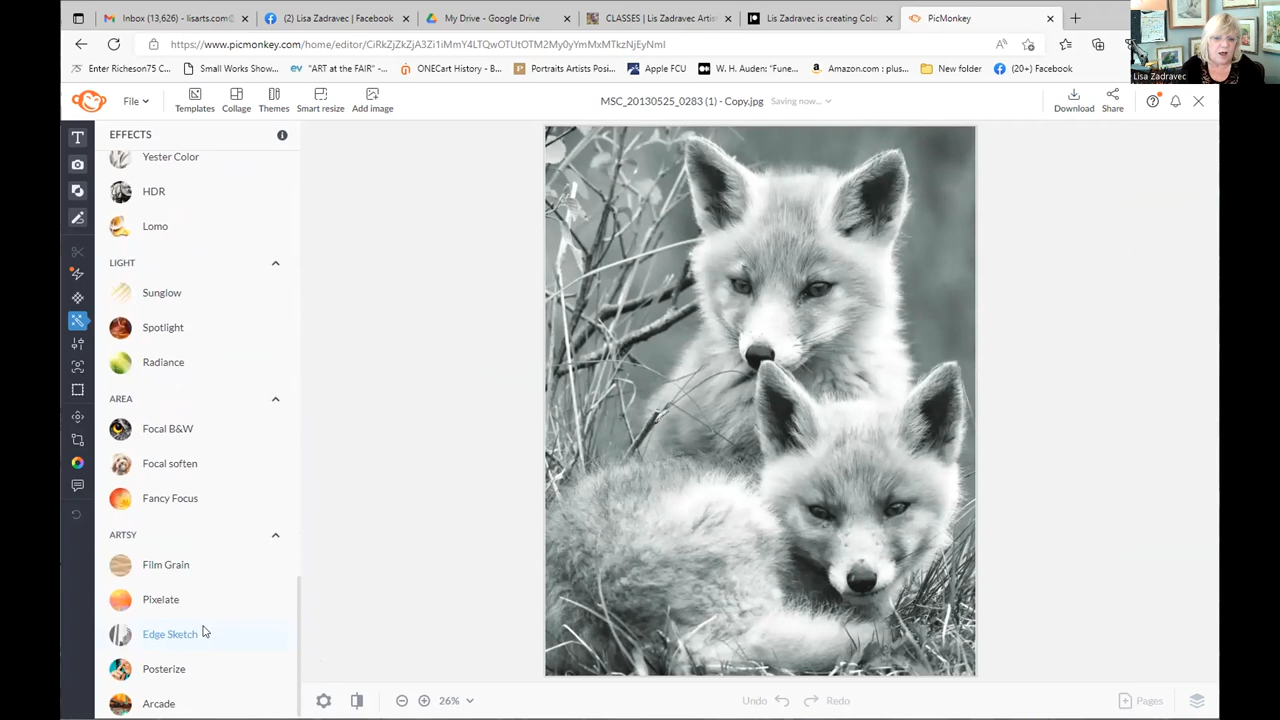 Inbox (13,626) - lisarts.com@
(2) Lisa Zadravec | Facebook
My Drive - Google Drive
CLASSES | Lis Zadravec Artis
Lis Zadravec is creating Colo
PicMonkey
https://www.picmonkey.com/home/editor/
Enter Richeson75 C...
Small Works Show...
"ART at the FAIR" -...
ONECart History - B...
Portraits Artists Posi...
Apple FCU
W. H. Auden: "Fune...
Amazon.com : plus...
New folder
(20+) Facebook
Lisa Zadravec
File
Templates
Collage
Themes
Smart resize
Add image
MSC_20130525_0283 (1) - Copy.jpg
Saving now...
Download
Share
EFFECTS
Yester Color
HDR
Lomo
LIGHT
Sunglow
Spotlight
Radiance
AREA
Focal B&W
Focal soften
Fancy Focus
ARTSY
Film Grain
Pixelate
Edge Sketch
Posterize
Arcade
26%
Undo
Redo
Pages